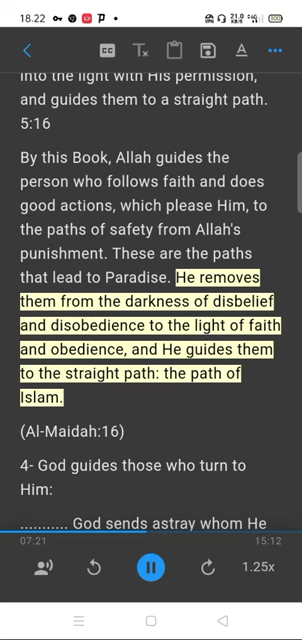 18.22
21.0
KB/S
CC
into the light with His permission,
and guides them to a straight path.
5:16
By this Book, Allah guides the
person who follows faith and does
good actions, which please Him, to
the paths of safety from Allah's
punishment. These are the paths
that lead to Paradise. He removes
them from the darkness of disbelief
and disobedience to the light of faith
and obedience, and He guides them
to the straight path: the path of
Islam.
(Al-Maidah:16)
4- God guides those who turn to
Him:
........... God sends astray whom He
07:21
15:12
1.25x